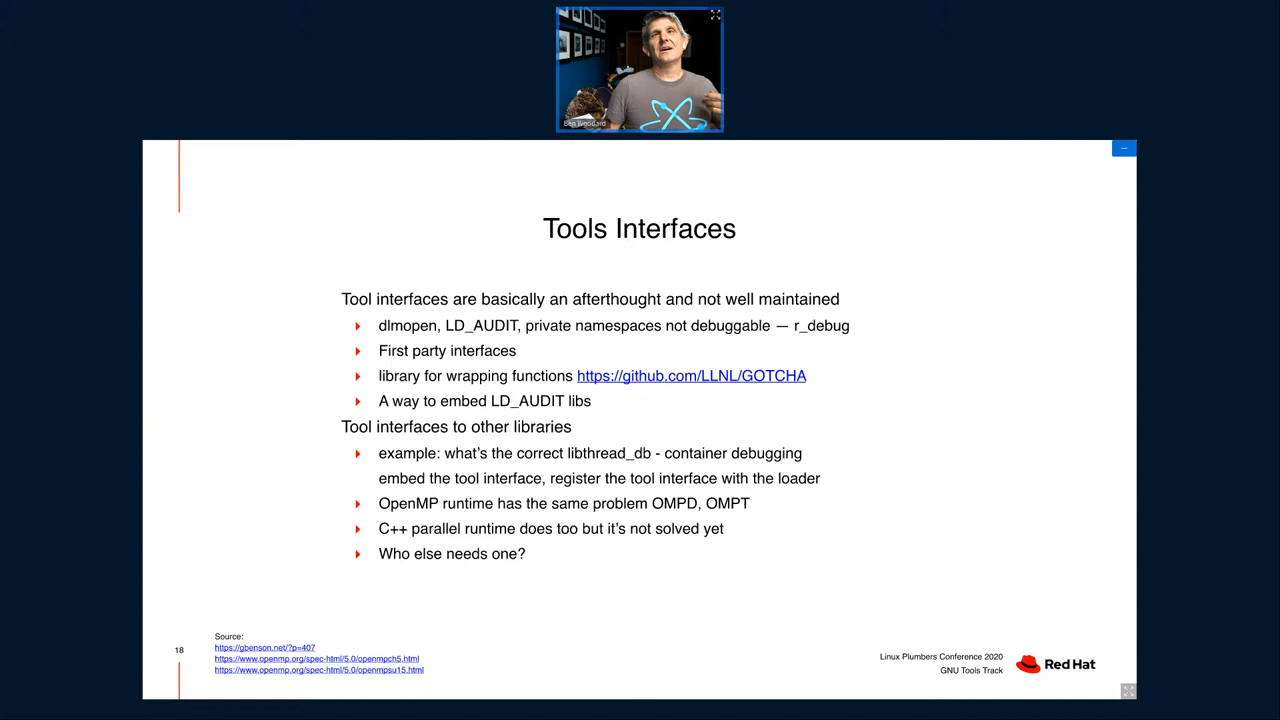 Ben Woodard
Tools Interfaces
Tool interfaces are basically an afterthought and not well maintained
dlmopen, LD_AUDIT, private namespaces not debuggable — r_debug
First party interfaces
library for wrapping functions https://github.com/LLNL/GOTCHA
A way to embed LD_AUDIT libs
Tool interfaces to other libraries
example: what's the correct libthread_db - container debugging
embed the tool interface, register the tool interface with the loader
OpenMP runtime has the same problem OMPD, OMPT
C++ parallel runtime does too but it's not solved yet
Who else needs one?
Source:
https://gbenson.net/?p=407
https://www.openmp.org/spec-html/5.0/openmpch5.html
https://www.openmp.org/spec-html/5.0/openmpsu15.html
18
Linux Plumbers Conference 2020
GNU Tools Track
Red Hat